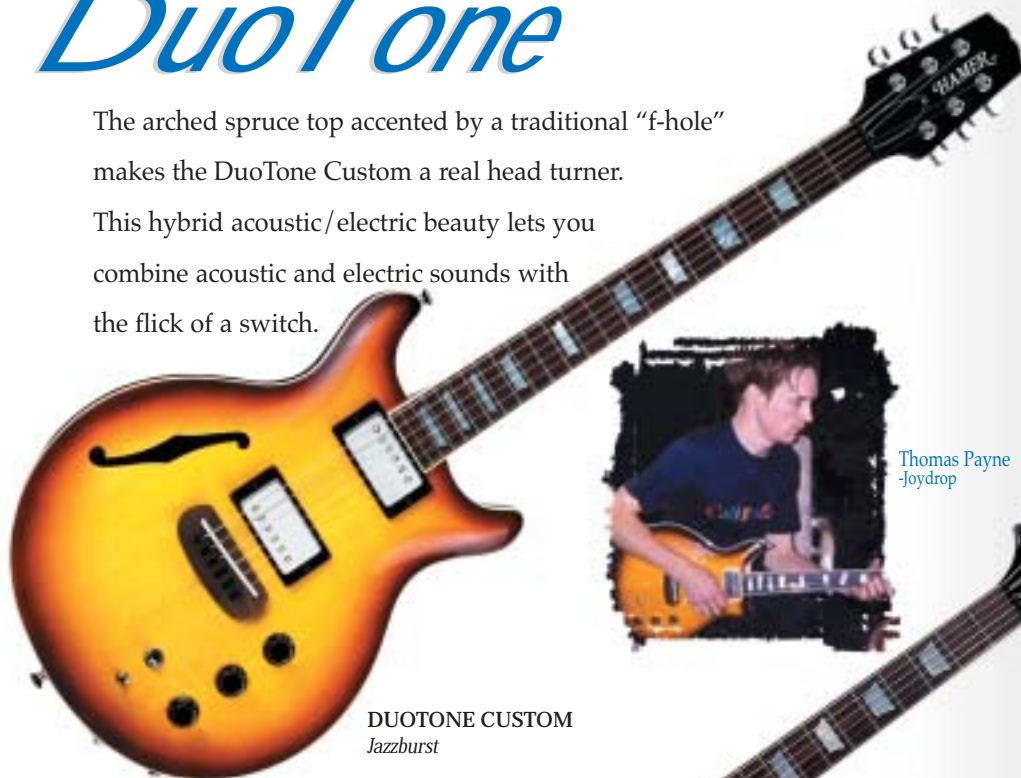 DuoTone
The arched spruce top accented by a traditional “f-hole”
makes the DuoTone Custom a real head turner.
This hybrid acoustic/electric beauty lets you
combine acoustic and electric sounds with
the flick of a switch.
HAMER
Thomas Payne
-Joydrop
DUOTONE CUSTOM
Jazzburst